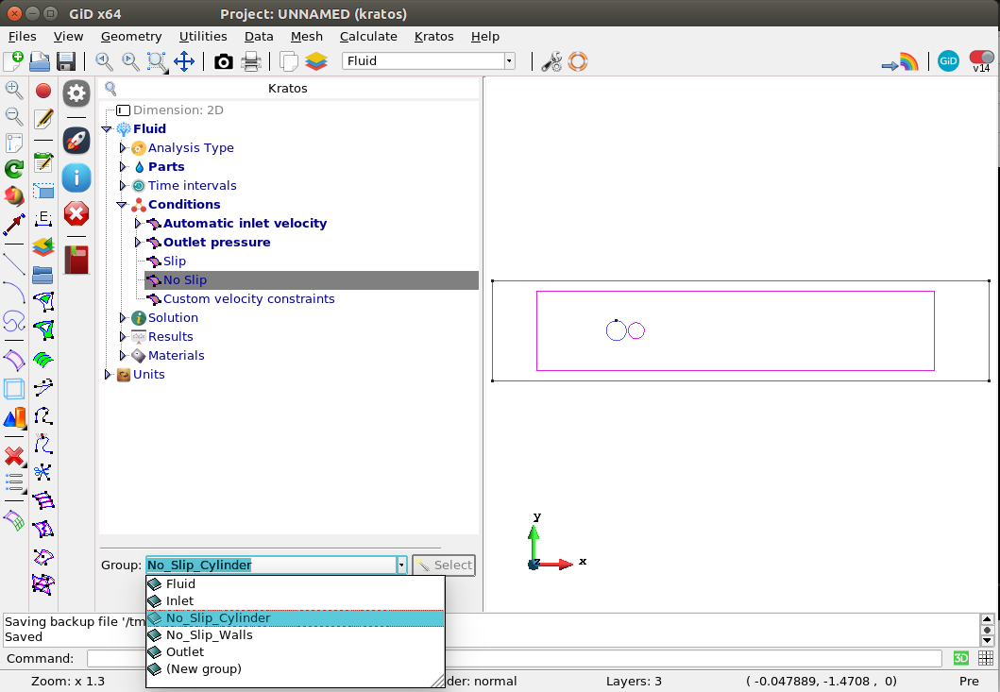 GiD x64 Project: UNNAMED (kratos)
Files View Geometry Utilities Data Mesh Calculate Kratos Help
Fluid
GiD
v14
Kratos
Dimension: 2D
Fluid
Analysis Type
Parts
Time intervals
Conditions
Automatic inlet velocity
Outlet pressure
Slip
No Slip
Custom velocity constraints
Solution
Results
Materials
Units
.E.
y
z
x
Group: No_Slip_Cylinder Select
Fluid
Inlet
No_Slip_Cylinder
No_Slip_Walls
Outlet
(New group)
Saving backup file '/tm
Saved
Command:
3D
Zoom: x 1.3 der: normal Layers: 3 ( -0.047889, -1.4708 , 0) Pre